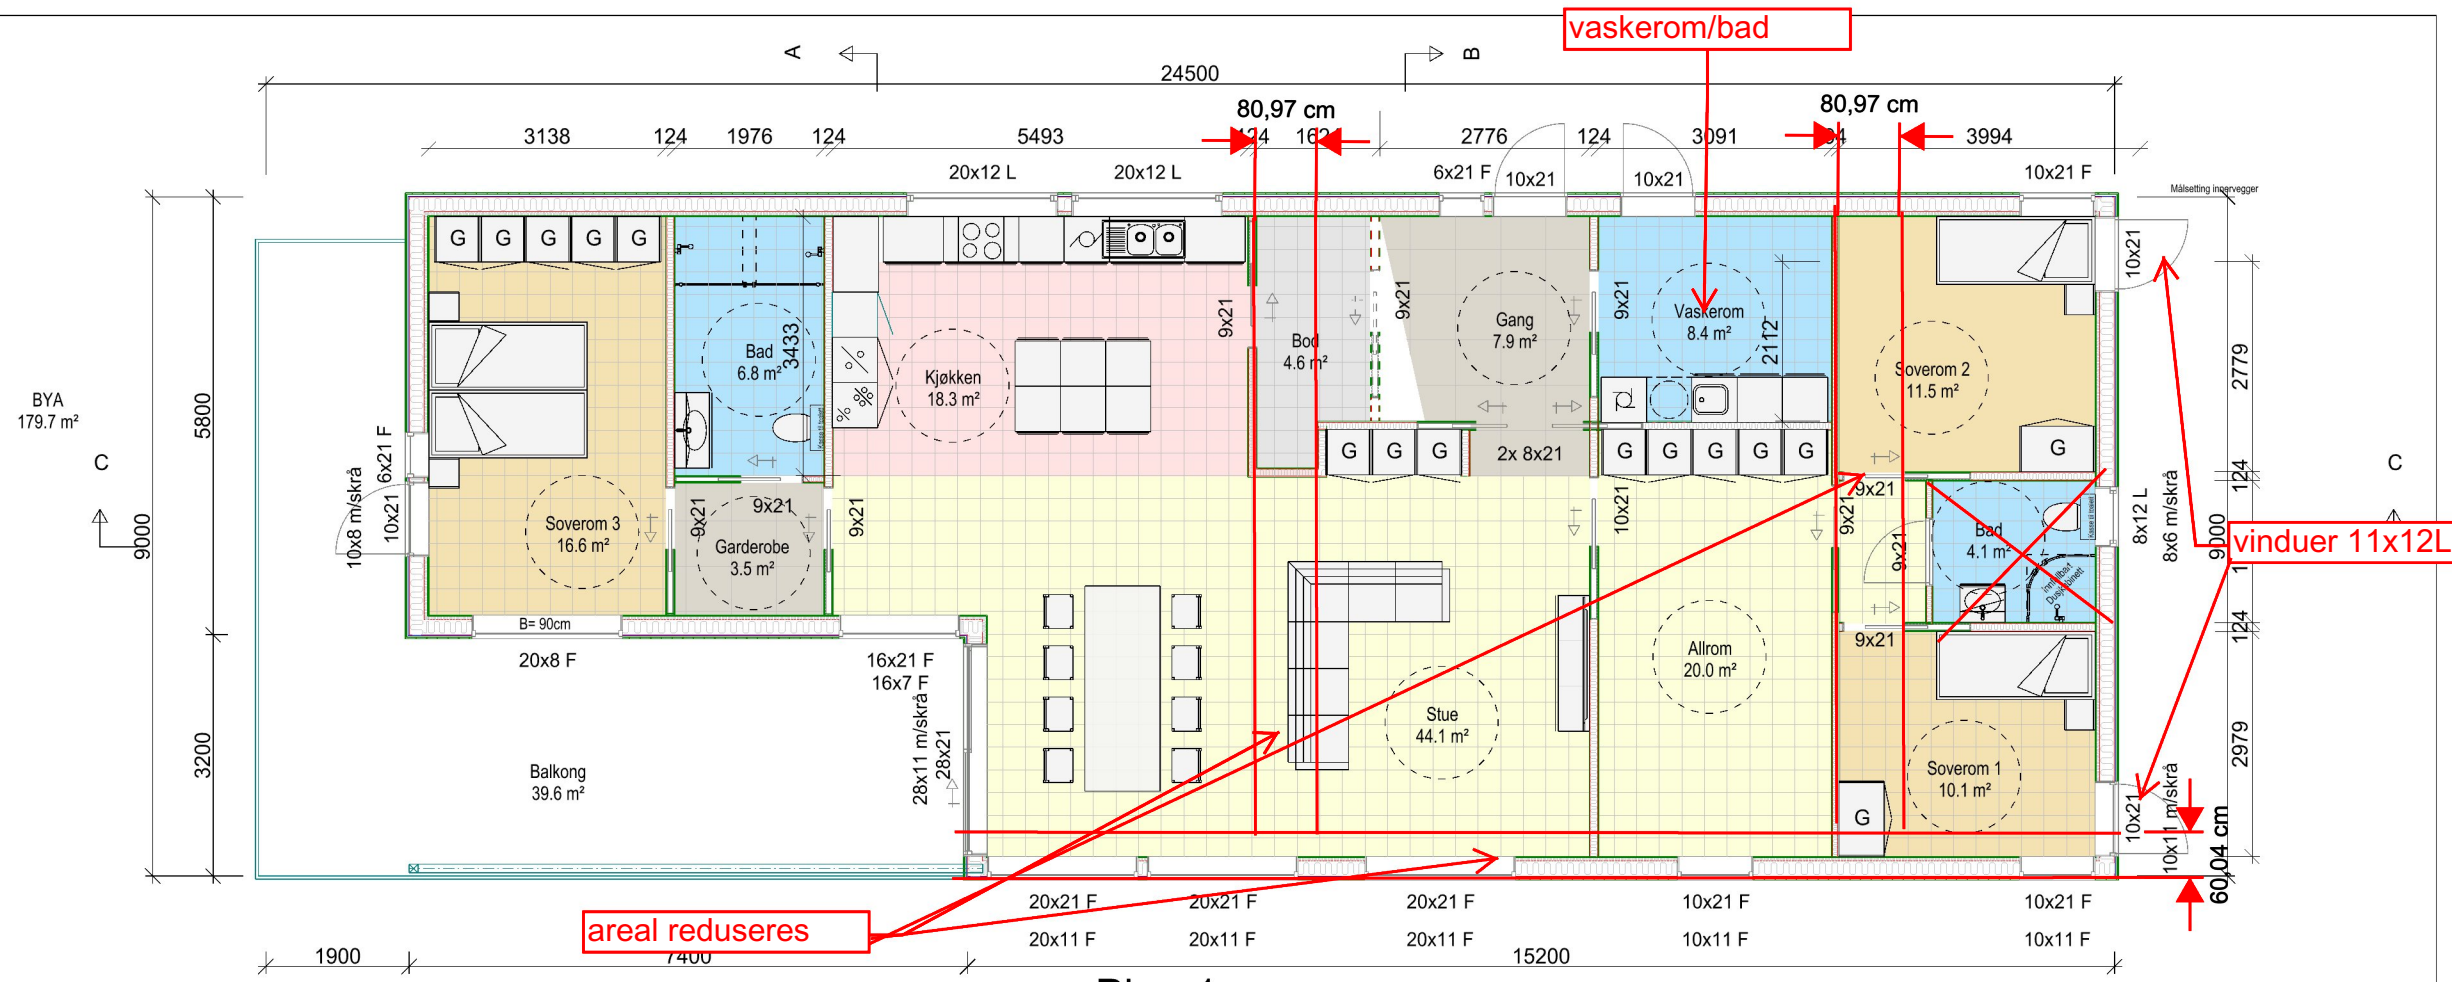 vaskerom/bad
A
B
24500
80,97 cm
80,97 cm
3138
124
1976
124
5493
2776
124
3091
3994
20x12 L
20x12 L
6x21 F
10x21
10x21
10x21 F
Målsetting innervegger
G
G
G
G
G
10x21
9x21
9x21
9x21
Bad
6.8 m²
3433
Kjøkken
18.3 m²
Bod
4.6 m²
Gang
7.9 m²
Vaskerom
8.4 m²
2112
Soverom 2
11.5 m²
2779
BYA
179.7 m²
5800
C
C
6x21 F
10x8 m/skrå
10x21
9000
G
G
G
2x 8x21
G
G
G
G
G
G
124
Soverom 3
16.6 m²
9x21
9x21
Garderobe
3.5 m²
9x21
10x21
9x21
9x21
9x21
Bad
4.1 m²
Innfellbart
Dusjkabinett
8x12 L
8x6 m/skrå
9000
vinduer 11x12L
B= 90cm
20x8 F
16x21 F
16x7 F
9x21
124
28x11 m/skrå
28x21
Allrom
20.0 m²
Stue
44.1 m²
3200
Balkong
39.6 m²
Soverom 1
10.1 m²
G
2979
10x21
10x11 m/skrå
60,04 cm
areal reduseres
20x21 F
20x21 F
20x21 F
10x21 F
10x21 F
20x11 F
20x11 F
20x11 F
10x11 F
10x11 F
1900
7400
15200